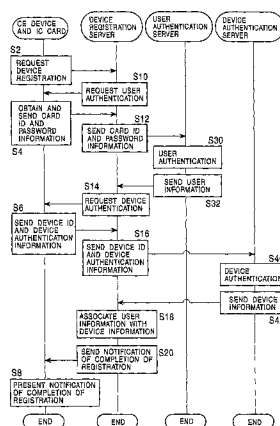 CE DEVICE
AND IC CARD
DEVICE
REGISTRATION
SERVER
USER
AUTHENTICATION
SERVER
DEVICE
AUTHENTICATION
SERVER
S2
REQUEST
DEVICE
REGISTRATION
S10
REQUEST USER
AUTHENTICATION
OBTAIN AND
SEND CARD
ID AND
PASSWORD
INFORMATION
S4
S12
SEND CARD ID
AND PASSWORD
INFORMATION
S30
USER
AUTHENTICATION
SEND USER
INFORMATION
S32
S14
REQUEST DEVICE
AUTHENTICATION
S6
SEND DEVICE ID
AND DEVICE
AUTHENTICATION
INFORMATION
S16
SEND DEVICE ID
AND DEVICE
AUTHENTICATION
INFORMATION
S4
DEVICE
AUTHENTICATION
SEND DEVICE
INFORMATION
S4
ASSOCIATE USER
INFORMATION WITH
DEVICE INFORMATION
S18
SEND NOTIFICATION
OF COMPLETION OF
REGISTRATION
S20
S8
PRESENT NOTIFICATION
OF COMPLETION OF
REGISTRATION
END
END
END
END